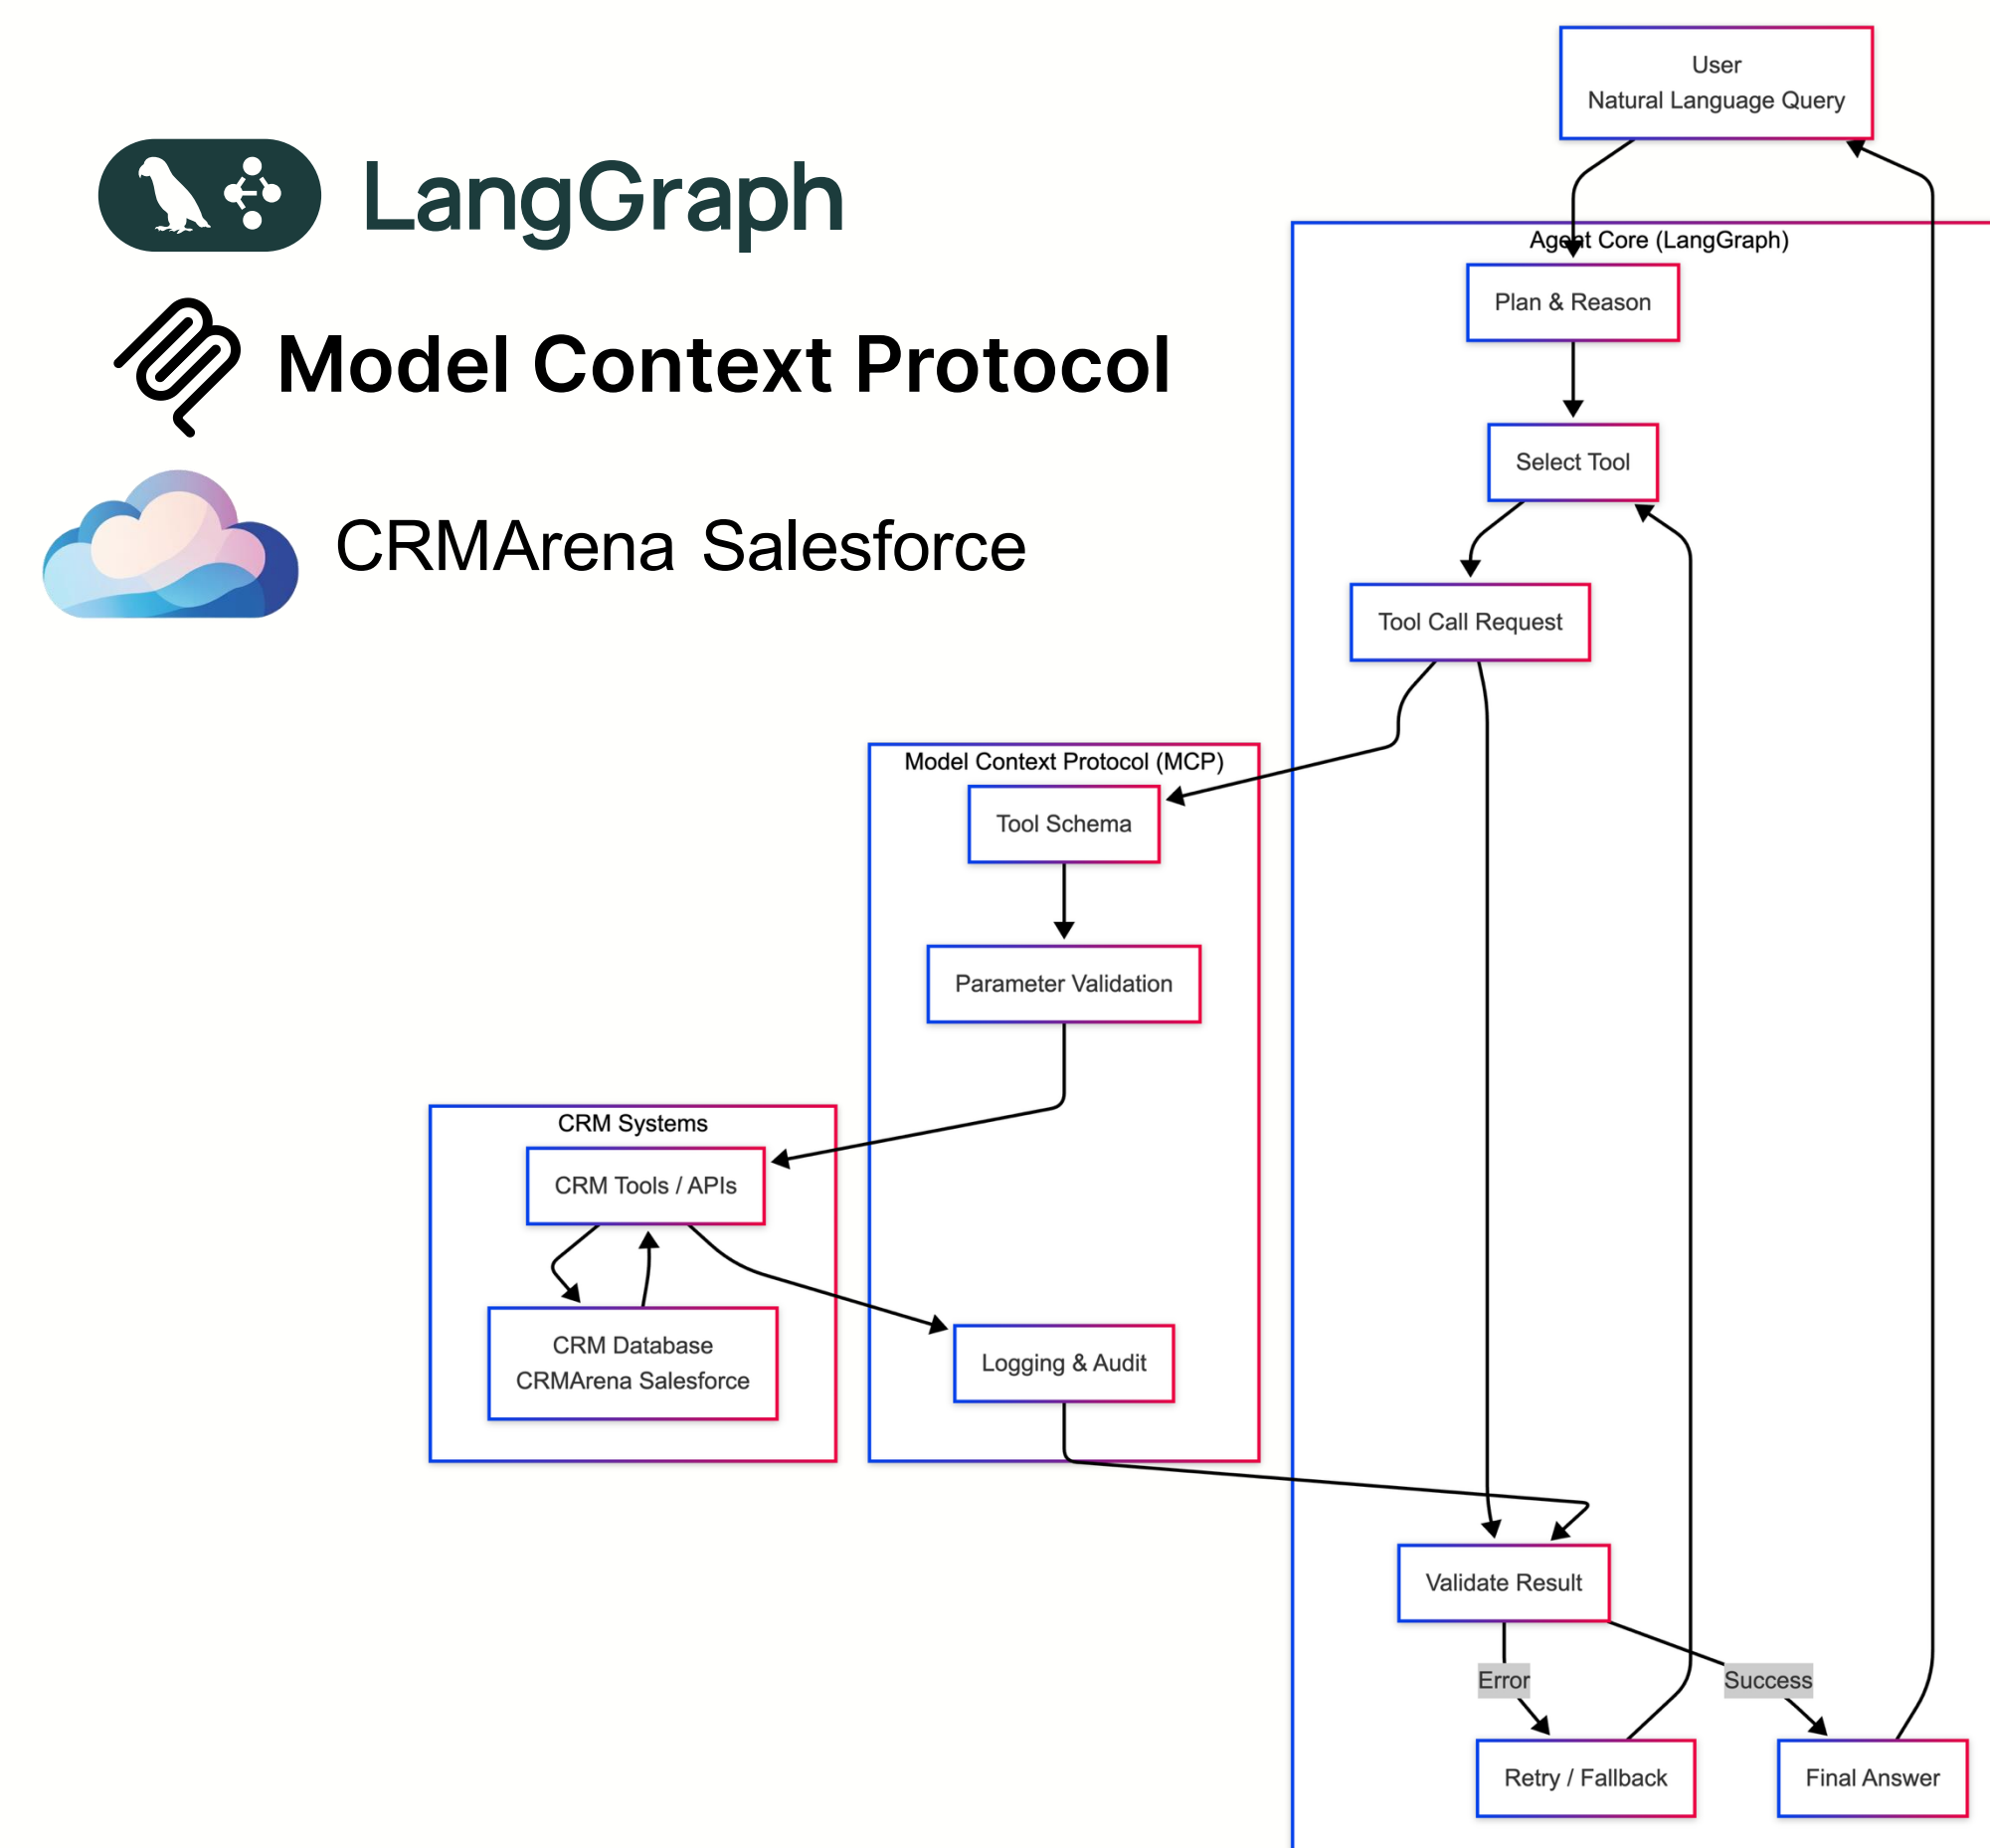 User
Natural Language Query
LangGraph
Model Context Protocol
CRMArena Salesforce
Agent Core (LangGraph)
Plan & Reason
Select Tool
Tool Call Request
Model Context Protocol (MCP)
Tool Schema
Parameter Validation
CRM Systems
CRM Tools / APIs
CRM Database
CRMArena Salesforce
Logging & Audit
Validate Result
Error
Success
Retry / Fallback
Final Answer